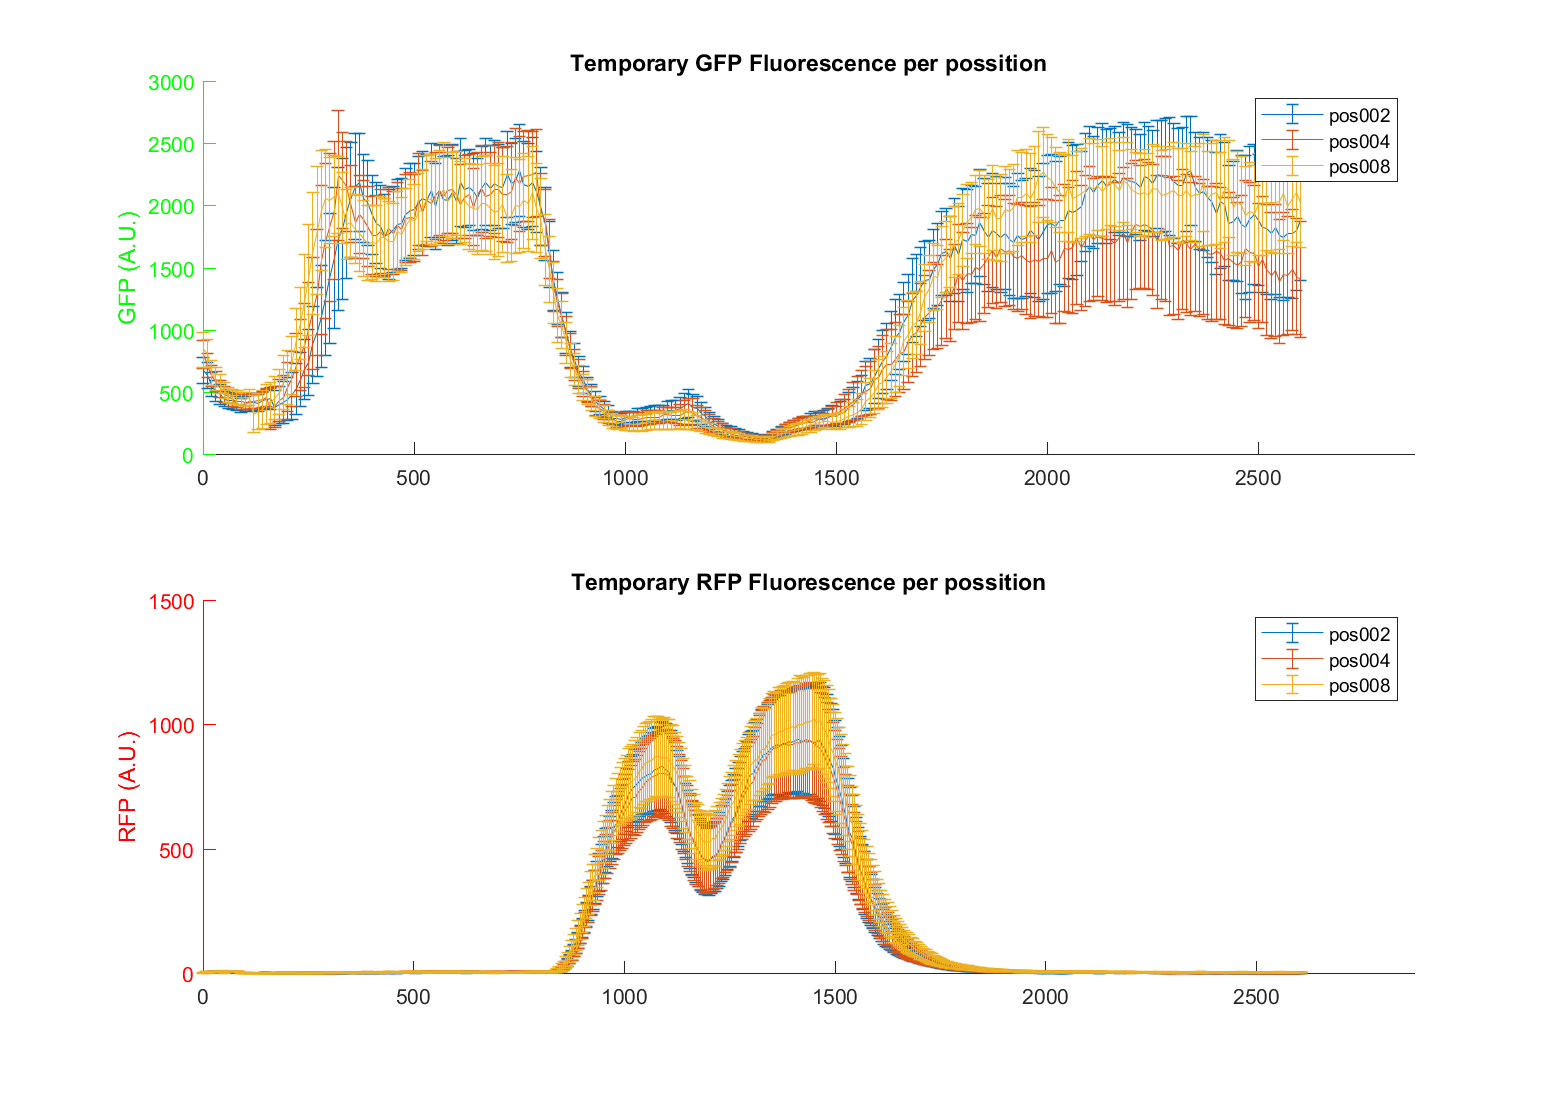 Temporary GFP Fluorescence per possition
GFP (A.U.)
3000
2500
2000
1500
1000
500
0
0 500 1000 1500 2000 2500
pos002
pos004
pos008
Temporary RFP Fluorescence per possition
RFP (A.U.)
1500
1000
500
0
0 500 1000 1500 2000 2500
pos002
pos004
pos008